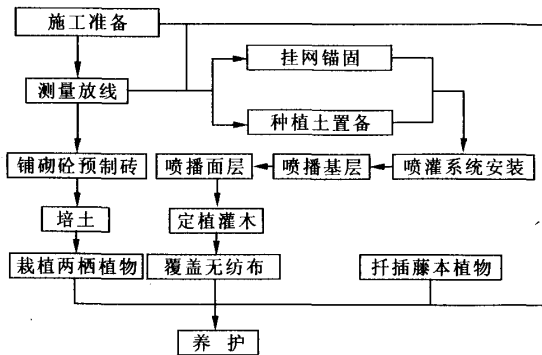 施工准备
挂网锚固
测量放线
种植土置备
铺砌砼预制砖
喷播面层
喷播基层
喷灌系统安装
培土
定植灌木
栽植两栖植物
覆盖无纺布
扦插藤本植物
养护